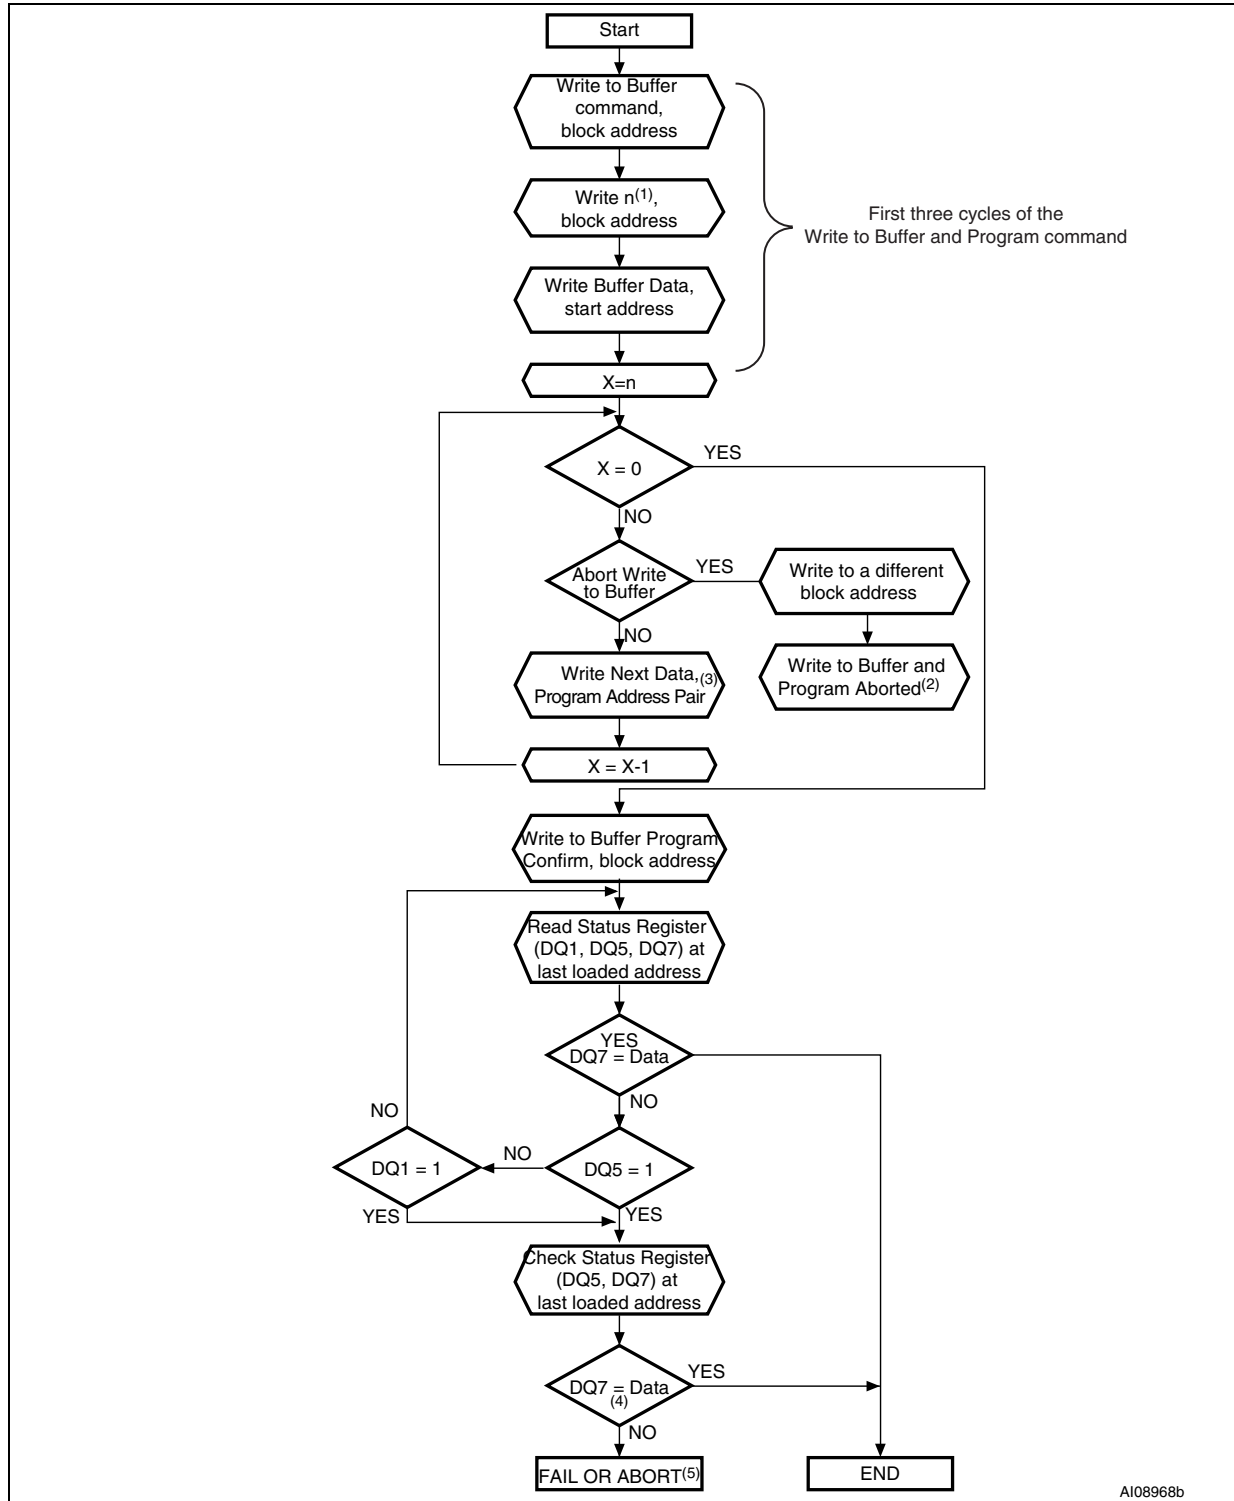 Start
Write to Buffer
command,
block address
Write n(1),
block address
First three cycles of the
Write to Buffer and Program command
Write Buffer Data,
start address
X=n
X = 0
YES
NO
Abort Write
to Buffer
YES
Write to a different
block address
NO
Write Next Data,(3)
Program Address Pair
Write to Buffer and
Program Aborted(2)
X = X-1
Write to Buffer Program
Confirm, block address
Read Status Register
(DQ1, DQ5, DQ7) at
last loaded address
YES
DQ7 = Data
NO
NO
DQ1 = 1
NO
DQ5 = 1
YES
YES
Check Status Register
(DQ5, DQ7) at
last loaded address
DQ7 = Data
(4)
YES
NO
FAIL OR ABORT(5)
END
AI08968b